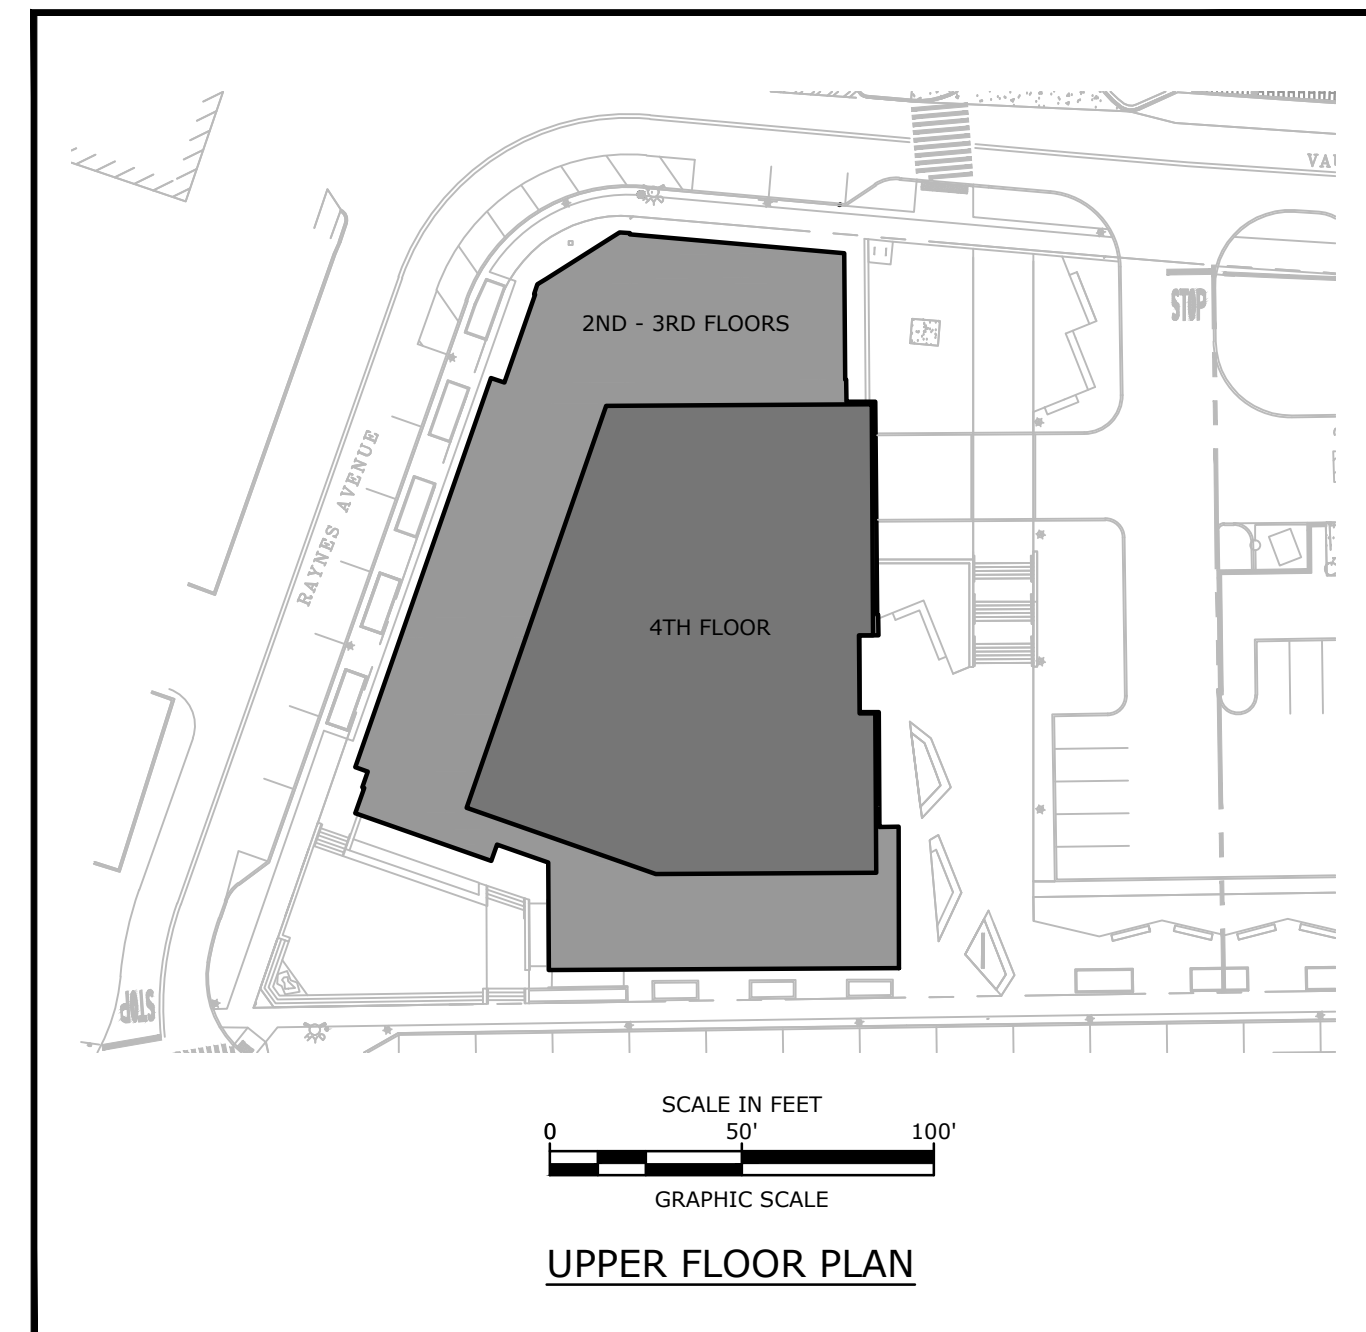 VAU
STOP
2ND - 3RD FLOORS
RAYNES AVENUE
4TH FLOOR
STOP
SCALE IN FEET
0 50' 100'
GRAPHIC SCALE
UPPER FLOOR PLAN